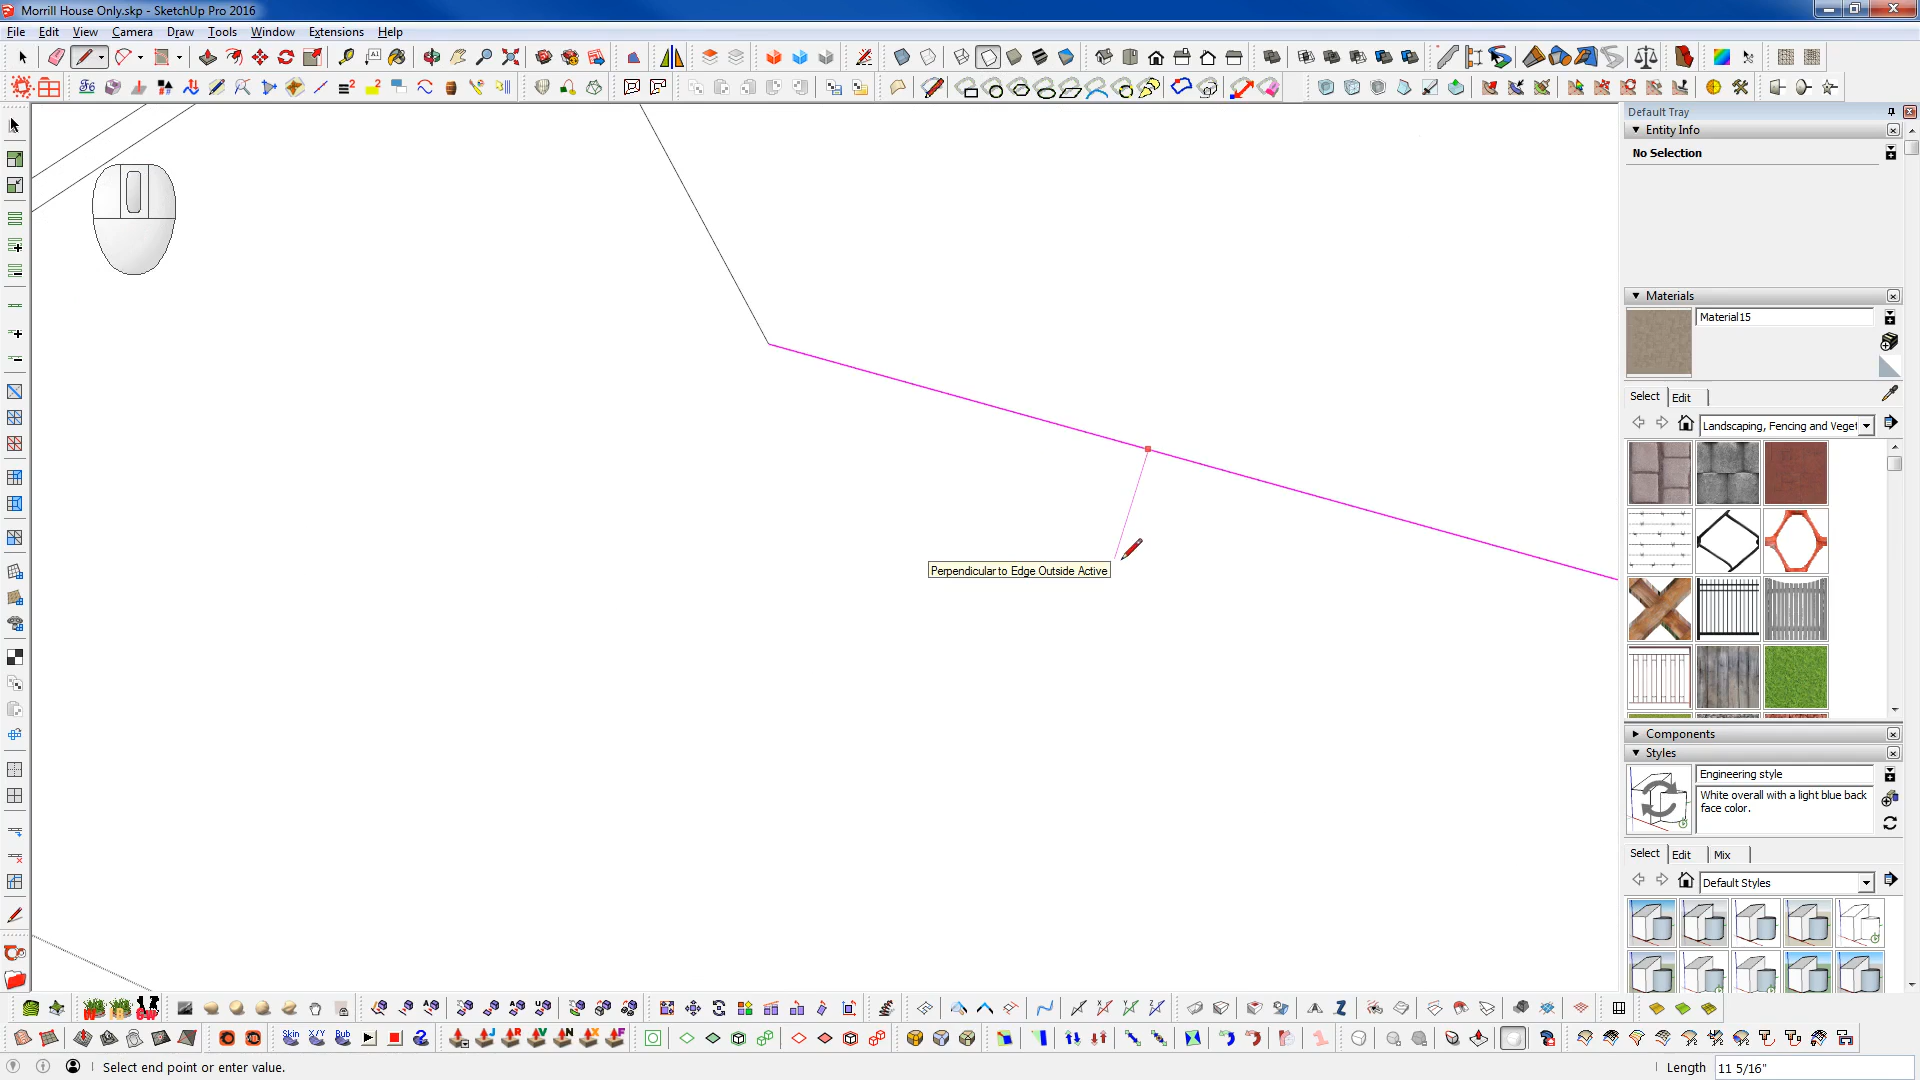 Morrill House Only.skp - SketchUp Pro 2016
File Edit View Camera Draw Tools Window Extensions Help
Default Tray
Entity Info
No Selection
Materials
Material15
Select Edit
Landscaping, Fencing and Veget
Perpendicular to Edge Outside Active
Components
Styles
Engineering style
White overall with a light blue back
face color.
Select Edit Mix
Default Styles
Skin X/Y Bub
J R V N X F
Select end point or enter value.
Length 11 5/16"